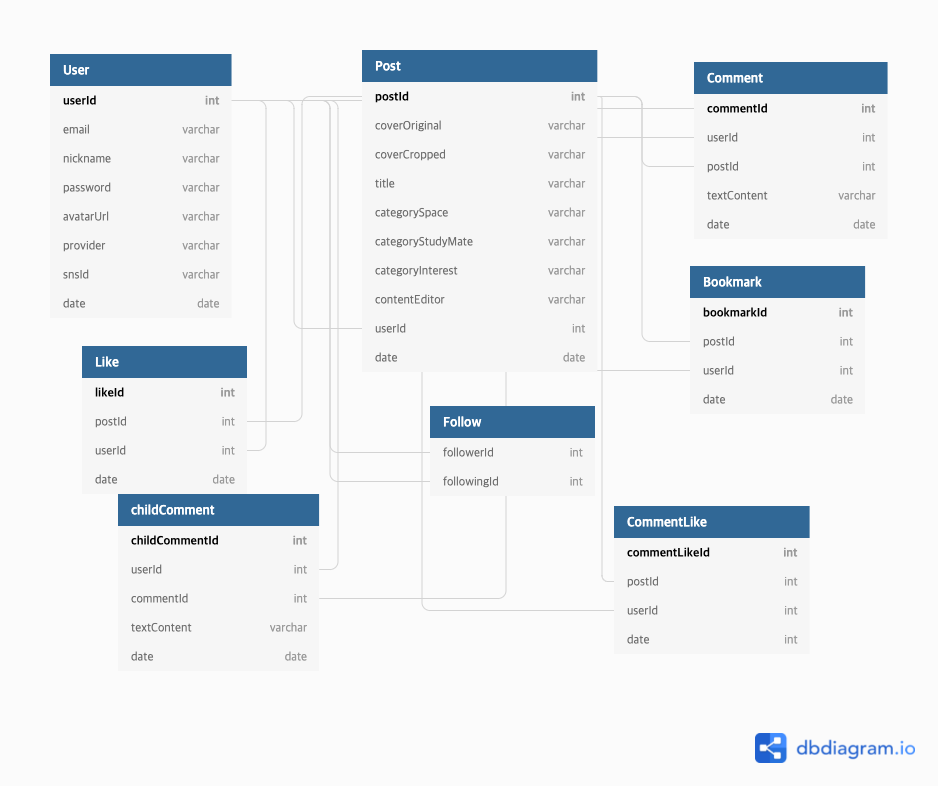 User
userId int
email varchar
nickname varchar
password varchar
avatarUrl varchar
provider varchar
snsId varchar
date date
Post
postId int
coverOriginal varchar
coverCropped varchar
title varchar
categorySpace varchar
categoryStudyMate varchar
categoryInterest varchar
contentEditor varchar
userId int
date date
Comment
commentId int
userId int
postId int
textContent varchar
date date
Bookmark
bookmarkId int
postId int
userId int
date date
Like
likeId int
postId int
userId int
date date
Follow
followerId int
followingId int
childComment
childCommentId int
userId int
commentId int
textContent varchar
date date
CommentLike
commentLikeId int
postId int
userId int
date int
dbdiagram.io